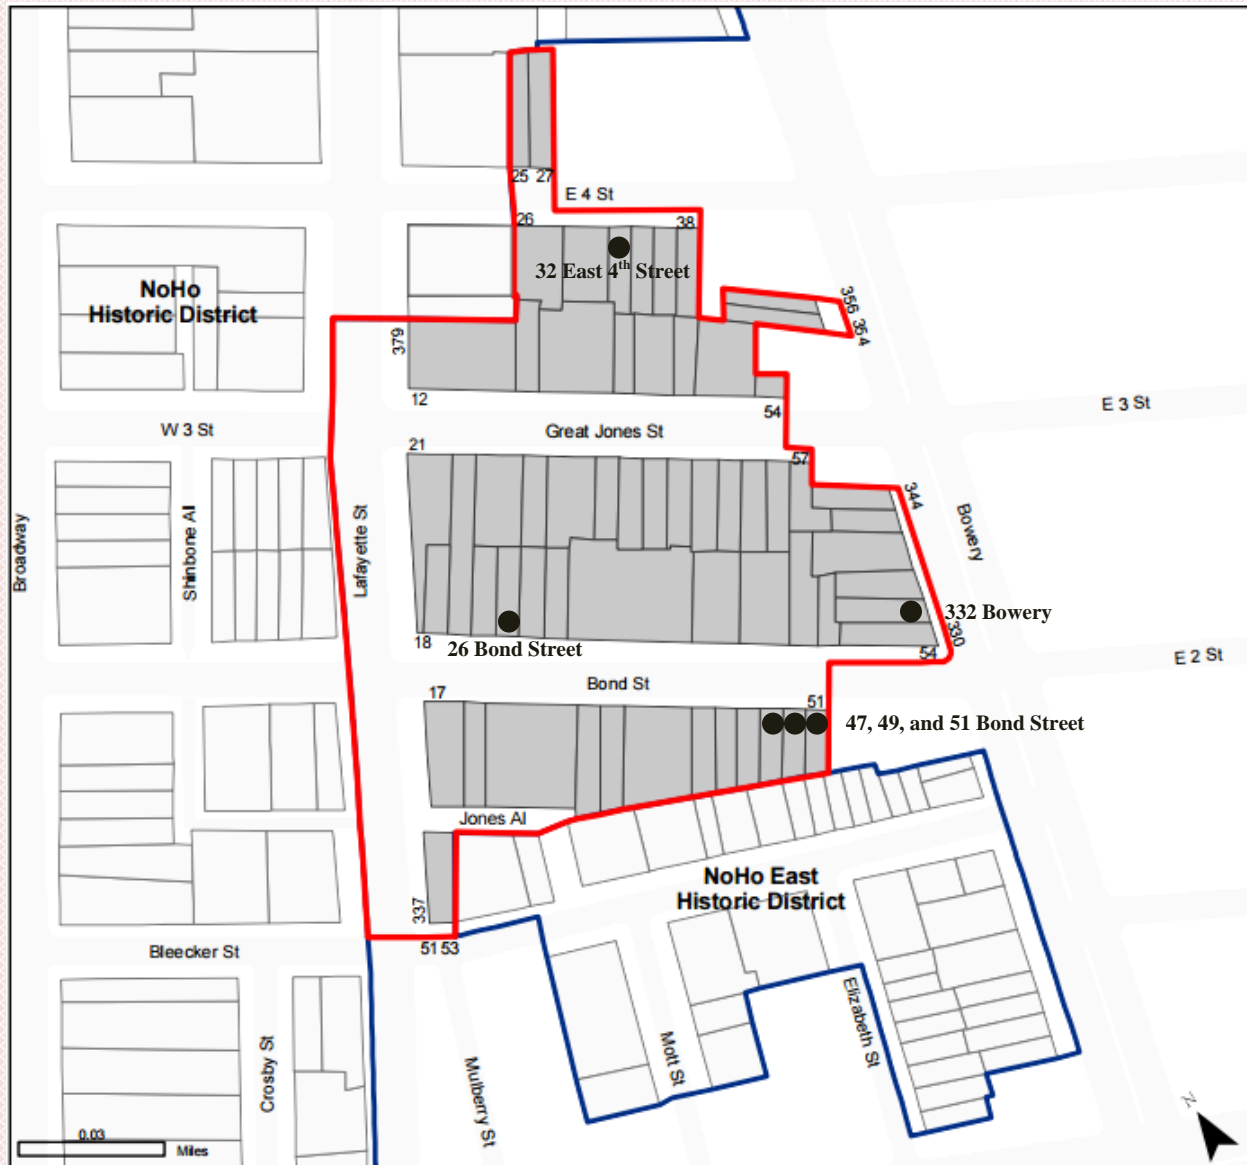 25 27
E 4 St
26
38
32 East 4th Street
NoHo
Historic District
356 354
379
12
54
E 3 St
W 3 St
Great Jones St
21
57
344
Broadway
Shinbone Al
Lafayette St
Bowery
332 Bowery
330
18
26 Bond Street
54
E 2 St
Bond St
17
51
47, 49, and 51 Bond Street
Jones Al
NoHo East
Historic District
337
51 53
Bleecker St
Crosby St
Mulberry St
Mott St
Elizabeth St
0.03
Miles
N